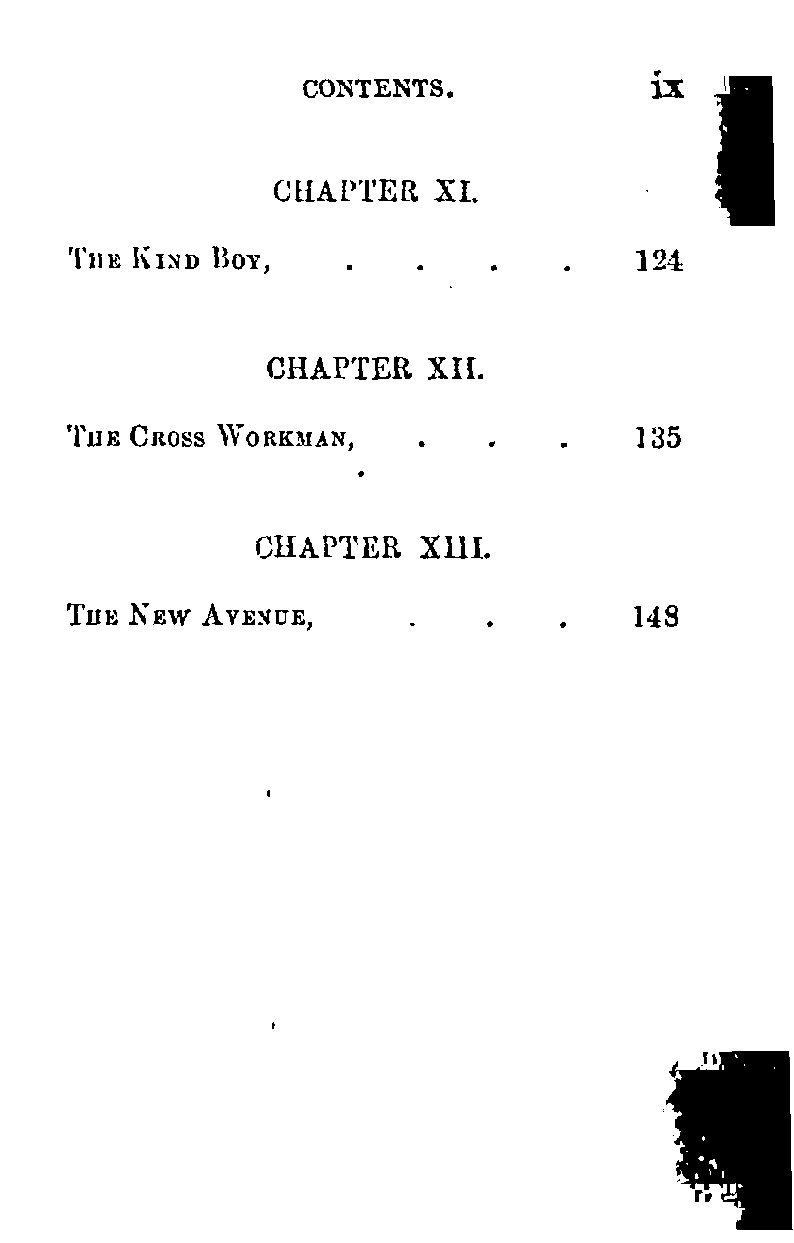 CONTENTS. ix
CHAPTER XI.
THE KIND BOY, . . . . 124
CHAPTER XII.
THE CROSS WORKMAN, . . . 135
CHAPTER XIII.
THE NEW AVENUE, . . . 148